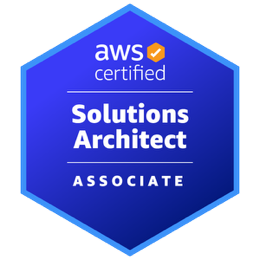 aws
certified
Solutions
Architect
ASSOCIATE